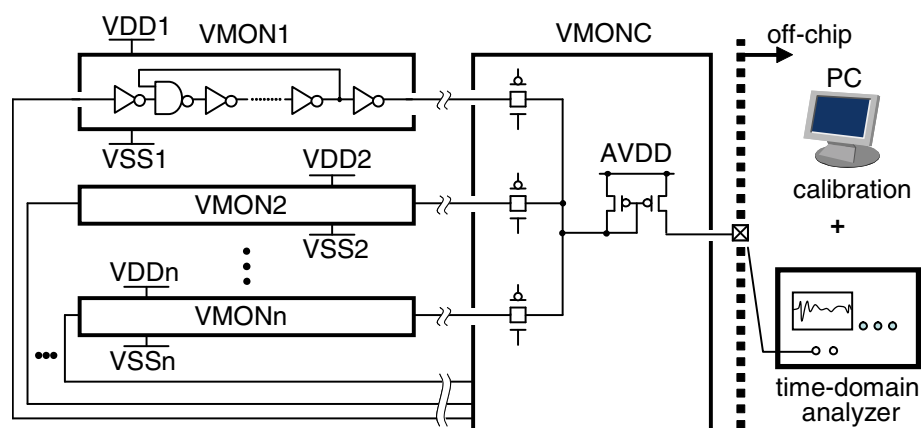 VDD1
VMON1
VSS1
VDD2
VMON2
VSS2
VDDn
VMONn
VSSn
VMONC
AVDD
off-chip
PC
calibration
+
time-domain
analyzer